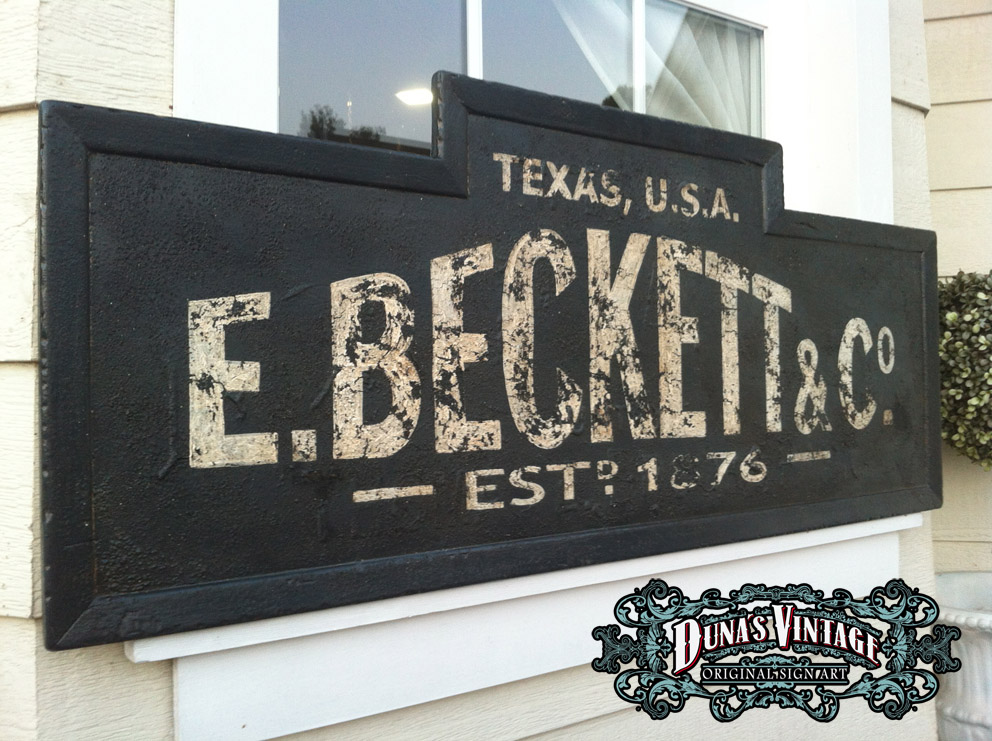 TEXAS, U.S.A.
E. BECKETT & Cº.
ESTD. 1876
DUNA'S VINTAGE
ORIGINAL SIGN ART